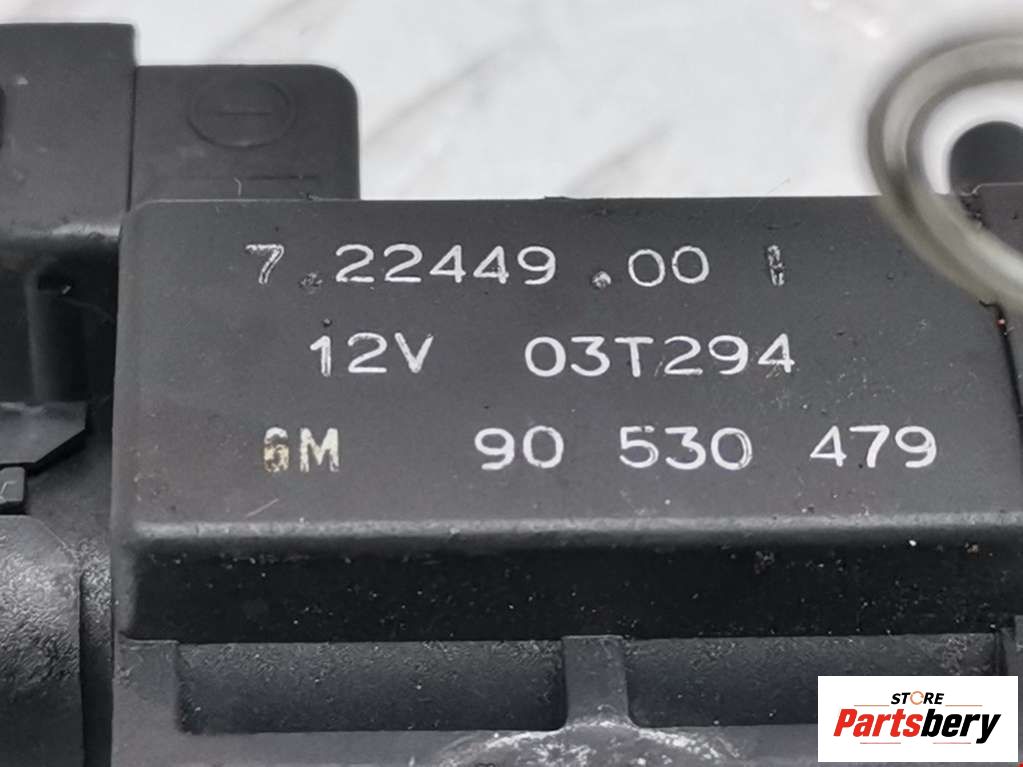 7.22449.00
12V 03T294
GM 90 530 479
STORE
Partsbery